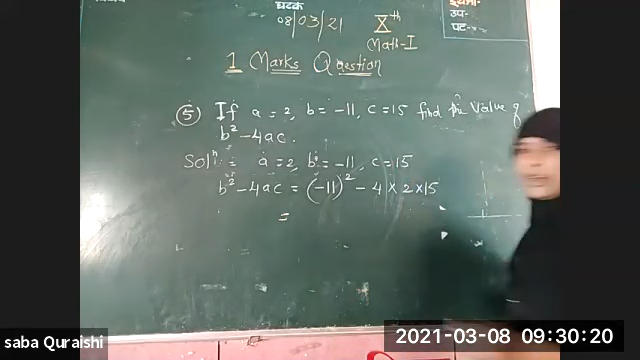 घटक
08/03/21 Xth
Math-I
उप-
1 Marks Question
(5) If a = 2, b = -11, c = 15 find the Value of
b² - 4ac.
Solⁿ :- a = 2, b = -11, c = 15
b² - 4ac = (-11)² - 4 × 2 × 15
=
saba Quraishi
2021-03-08 09:30:20